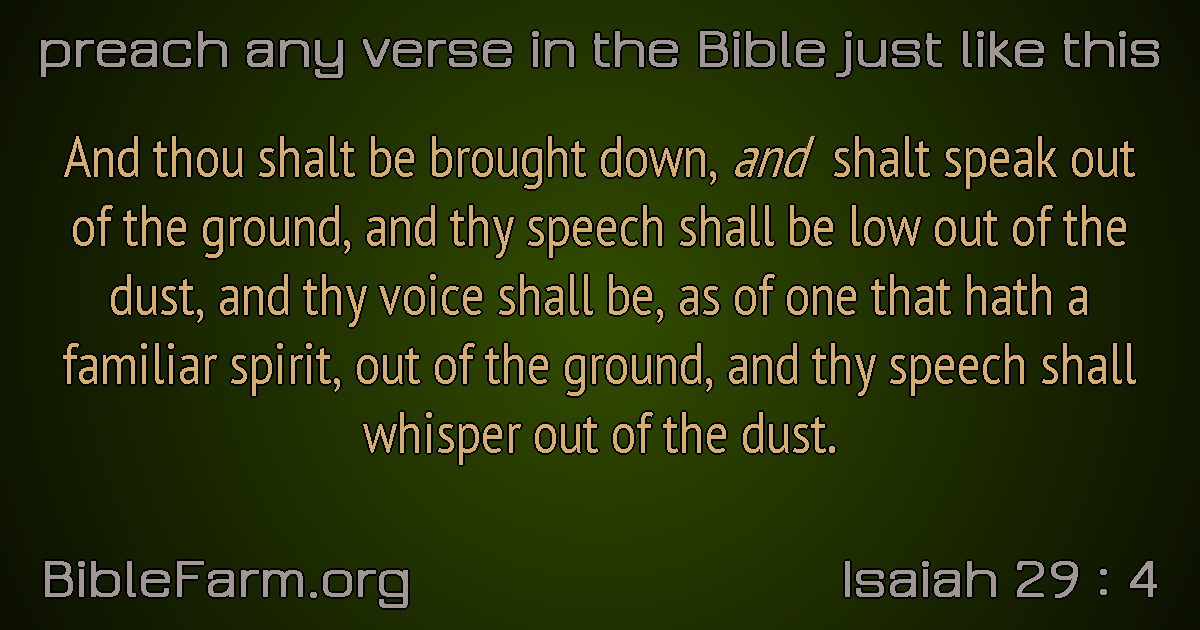 preach any verse in the Bible just like this
And thou shalt be brought down, and shalt speak out
of the ground, and thy speech shall be low out of the
dust, and thy voice shall be, as of one that hath a
familiar spirit, out of the ground, and thy speech shall
whisper out of the dust.
BibleFarm.org
Isaiah 29 : 4